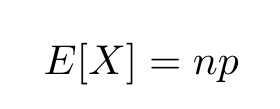 E[X] = np